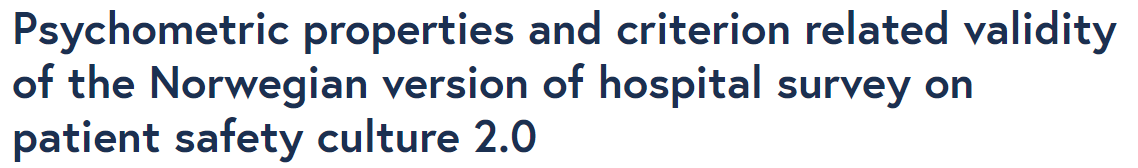 Psychometric properties and criterion related validity
of the Norwegian version of hospital survey on
patient safety culture 2.0